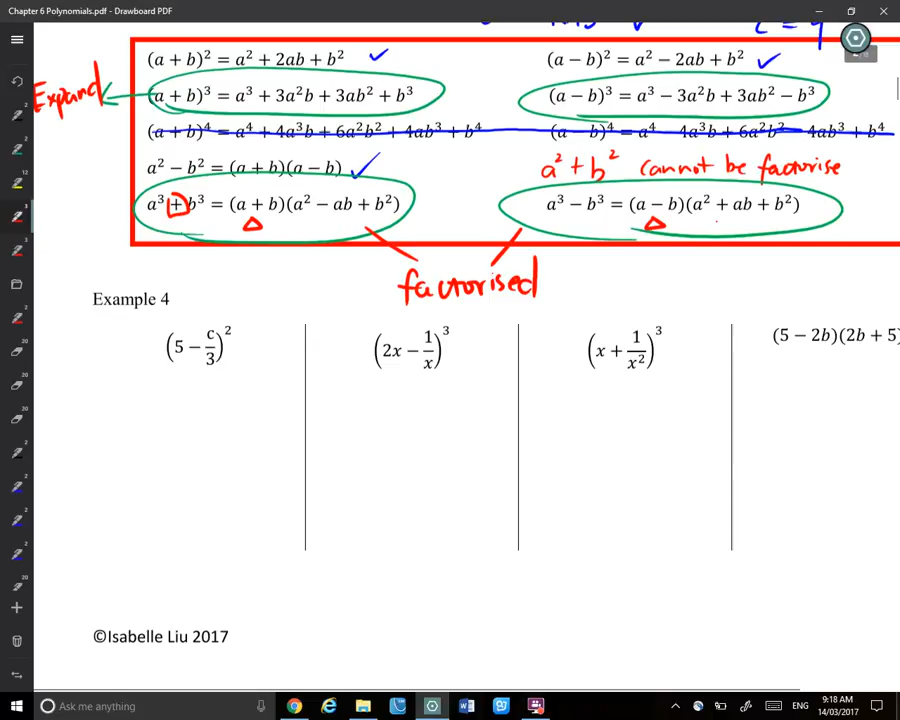 Chapter 6 Polynomials.pdf - Drawboard PDF
Expand
(a + b)² = a² + 2ab + b²
(a − b)² = a² − 2ab + b²
(a + b)³ = a³ + 3a²b + 3ab² + b³
(a − b)³ = a³ − 3a²b + 3ab² − b³
(a + b)⁴ = a⁴ + 4a³b + 6a²b² + 4ab³ + b⁴
(a − b)⁴ = a⁴ − 4a³b + 6a²b² − 4ab³ + b⁴
a² − b² = (a + b)(a − b)
a² + b² cannot be factorise
a³ + b³ = (a + b)(a² − ab + b²)
a³ − b³ = (a − b)(a² + ab + b²)
factorised
Example 4
(5 − c/3)²
(2x − 1/x)³
(x + 1/x²)³
(5 − 2b)(2b + 5)
©Isabelle Liu 2017
Ask me anything
ENG
9:18 AM
14/03/2017